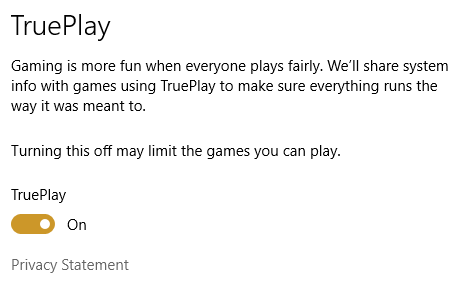 TruePlay
Gaming is more fun when everyone plays fairly. We’ll share system
info with games using TruePlay to make sure everything runs the
way it was meant to.
Turning this off may limit the games you can play.
TruePlay
On
Privacy Statement